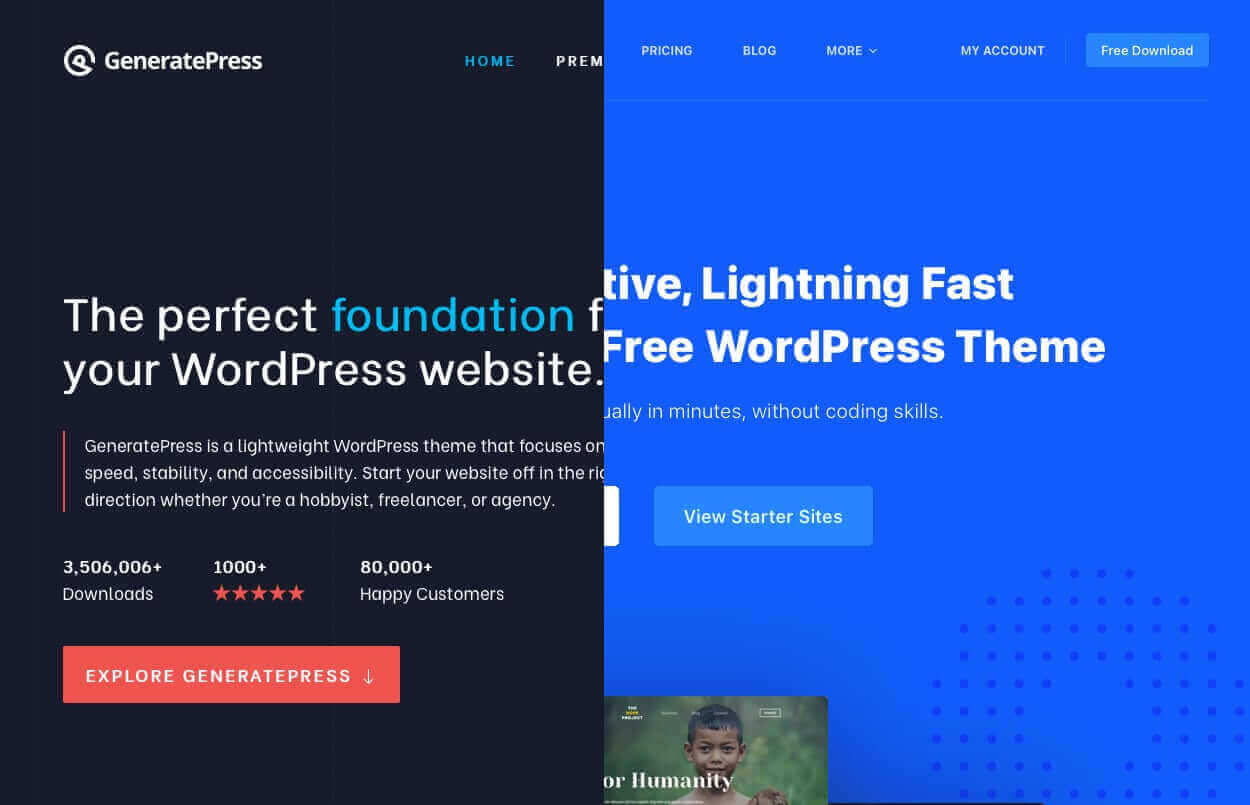 GeneratePress
HOME
PREM
The perfect foundation f
your WordPress website.
GeneratePress is a lightweight WordPress theme that focuses on
speed, stability, and accessibility. Start your website off in the ri
direction whether you're a hobbyist, freelancer, or agency.
3,506,006+ 1000+ 80,000+
Downloads ★★★★★ Happy Customers
EXPLORE GENERATEPRESS ↓
PRICING BLOG MORE MY ACCOUNT Free Download
tive, Lightning Fast
Free WordPress Theme
ually in minutes, without coding skills.
View Starter Sites
THE
HOPE
PROJECT
or Humanity